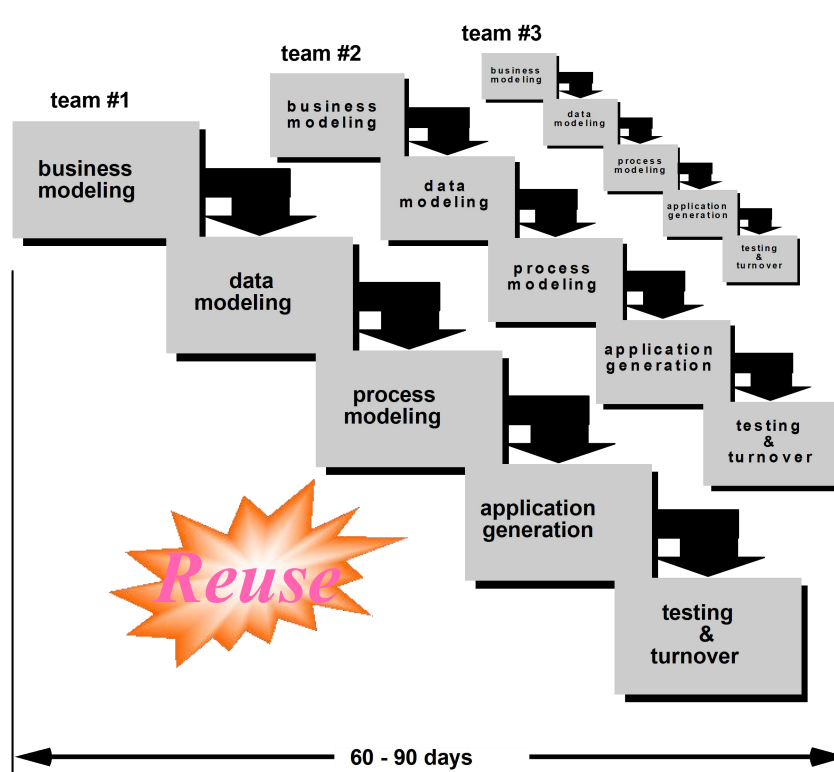 team #1
business
modeling
data
modeling
process
modeling
application
generation
testing
&
turnover
team #2
business
modeling
data
modeling
process
modeling
application
generation
testing
&
turnover
team #3
business
modeling
data
modeling
process
modeling
application
generation
testing
&
turnover
Reuse
60 - 90 days